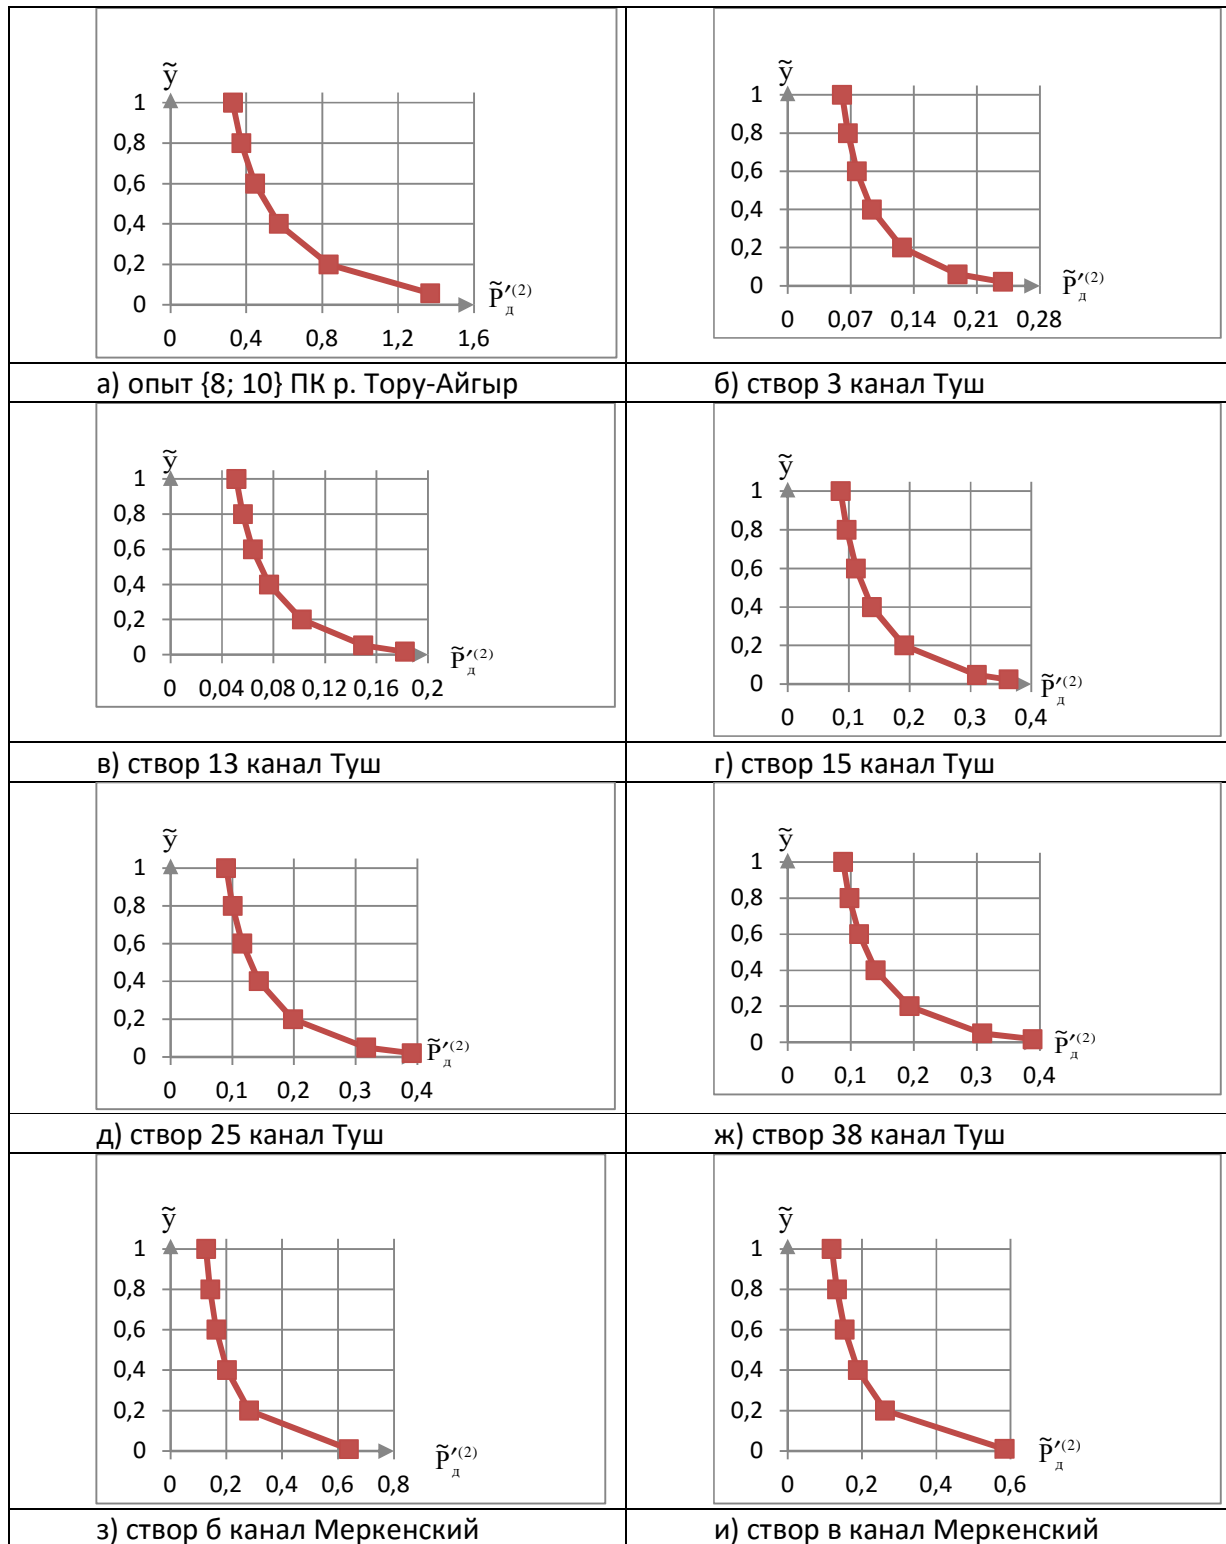 ỹ
1
0,8
0,6
0,4
0,2
0
P̃′д(2)
0 0,4 0,8 1,2 1,6
а) опыт {8; 10} ПК р. Тору-Айгыр
ỹ
1
0,8
0,6
0,4
0,2
0
P̃′д(2)
0 0,07 0,14 0,21 0,28
б) створ 3 канал Туш
ỹ
1
0,8
0,6
0,4
0,2
0
P̃′д(2)
0 0,04 0,08 0,12 0,16 0,2
в) створ 13 канал Туш
ỹ
1
0,8
0,6
0,4
0,2
0
P̃′д(2)
0 0,1 0,2 0,3 0,4
г) створ 15 канал Туш
ỹ
1
0,8
0,6
0,4
0,2
0
P̃′д(2)
0 0,1 0,2 0,3 0,4
д) створ 25 канал Туш
ỹ
1
0,8
0,6
0,4
0,2
0
P̃′д(2)
0 0,1 0,2 0,3 0,4
ж) створ 38 канал Туш
ỹ
1
0,8
0,6
0,4
0,2
0
P̃′д(2)
0 0,2 0,4 0,6 0,8
з) створ б канал Меркенский
ỹ
1
0,8
0,6
0,4
0,2
0
P̃′д(2)
0 0,2 0,4 0,6
и) створ в канал Меркенский